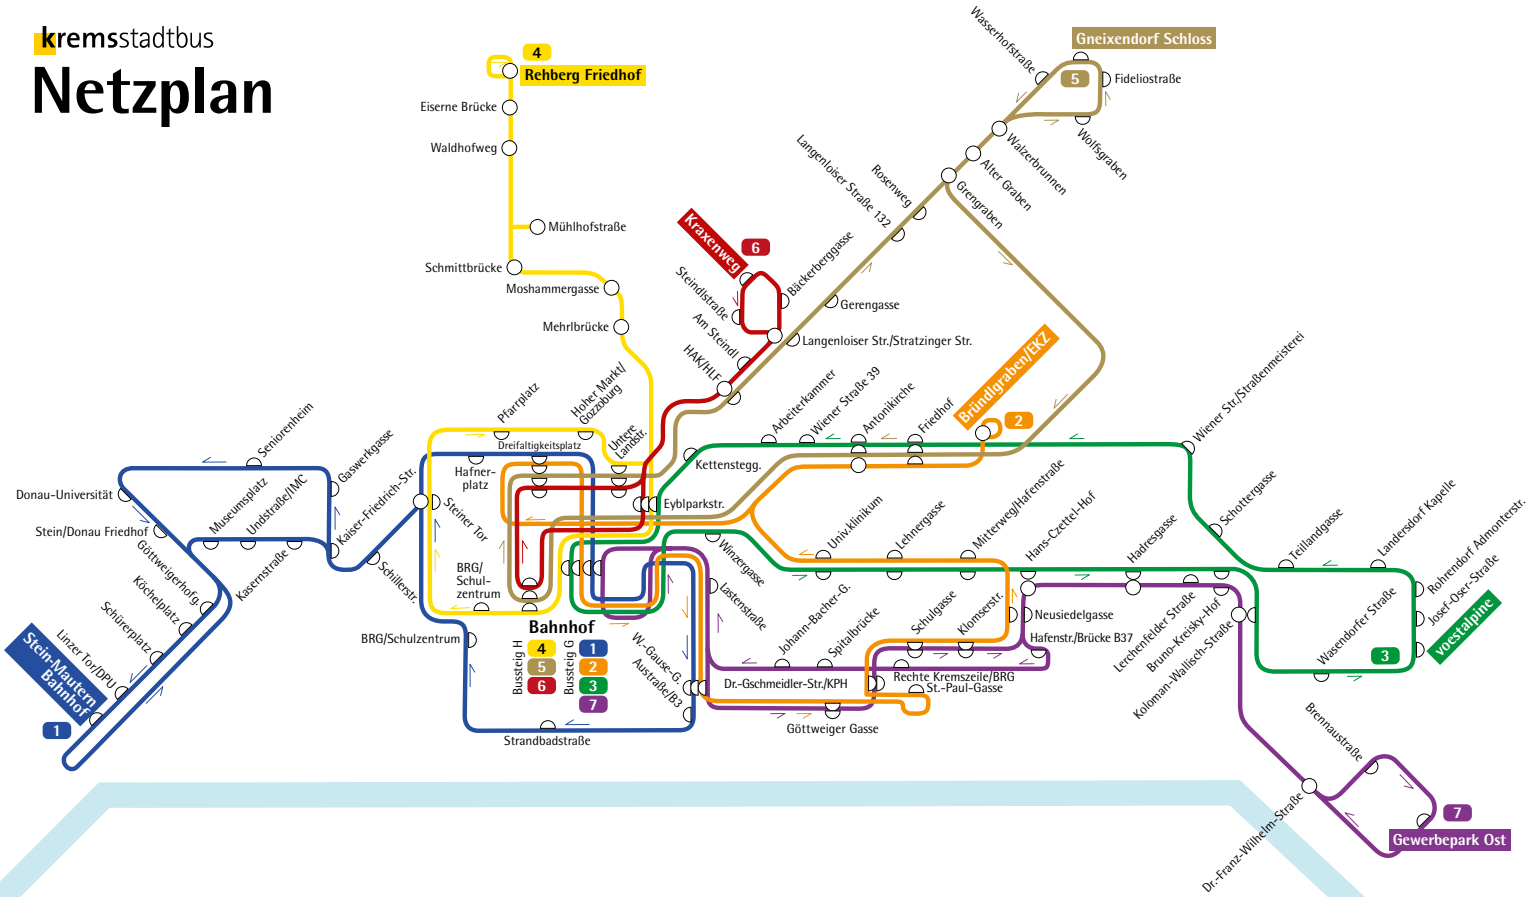 kremsstadtbus
Netzplan
4
Rehberg Friedhof
Eiserne Brücke
Waldhofweg
Mühlhofstraße
Schmittbrücke
Moshammergasse
Mehrlbrücke
Wasserhofstraße
Gneixendorf Schloss
5
Fideliostraße
Wolfsgraben
Walzerbrunnen
Alter Graben
Grengraben
Rosenweg
Langenloiser Straße 132
Kraxenweg
6
Bäckerberggasse
Steindlstraße
Gerengasse
Am Steindl
Langenloiser Str./Stratzinger Str.
HAK/HLF
Bründlgraben/EKZ
2
Arbeiterkammer
Wiener Straße 39
Antonikirche
Friedhof
Wiener Str./Straßenmeisterei
Pfarrplatz
Hoher Markt/
Gozzoburg
Dreifaltigkeitsplatz
Untere
Landstr.
Hafner-
platz
Kettenstegg.
Eyblparkstr.
Seniorenheim
Gaswerkgasse
Donau-Universität
Museumsplatz
Undstraße/IMC
Kaiser-Friedrich-Str.
Steiner Tor
Stein/Donau Friedhof
Göttweigerhofg.
Kasernstraße
Schillerstr.
Köchelplatz
Schürerplatz
Linzer Tor/DPU
Stein-Mautern
Bahnhof
1
BRG/
Schul-
zentrum
BRG/Schulzentrum
Bahnhof
Bussteig H
4
5
6
Bussteig G
1
2
3
7
Strandbadstraße
W.-Gause-G.
Austraße/B3
Winzergasse
Lastenstraße
Univklinikum
Lehnergasse
Mitterweg/Hafenstraße
Hans-Czettel-Hof
Hadresgasse
Schottergasse
Teillandgasse
Landersdorf Kapelle
Rohrendorf Admonterstr.
Josef-Oser-Straße
voestalpine
3
Wasendorfer Straße
Johann-Bacher-G.
Spitalbrücke
Schulgasse
Klomserstr.
Neusiedelgasse
Hafenstr./Brücke B37
Lerchenfelder Straße
Bruno-Kreisky-Hof
Koloman-Wallisch-Straße
Dr.-Gschmeidler-Str./KPH
Rechte Kremszeile/BRG
St.-Paul-Gasse
Göttweiger Gasse
Brennaustraße
Dr.-Franz-Wilhelm-Straße
7
Gewerbepark Ost